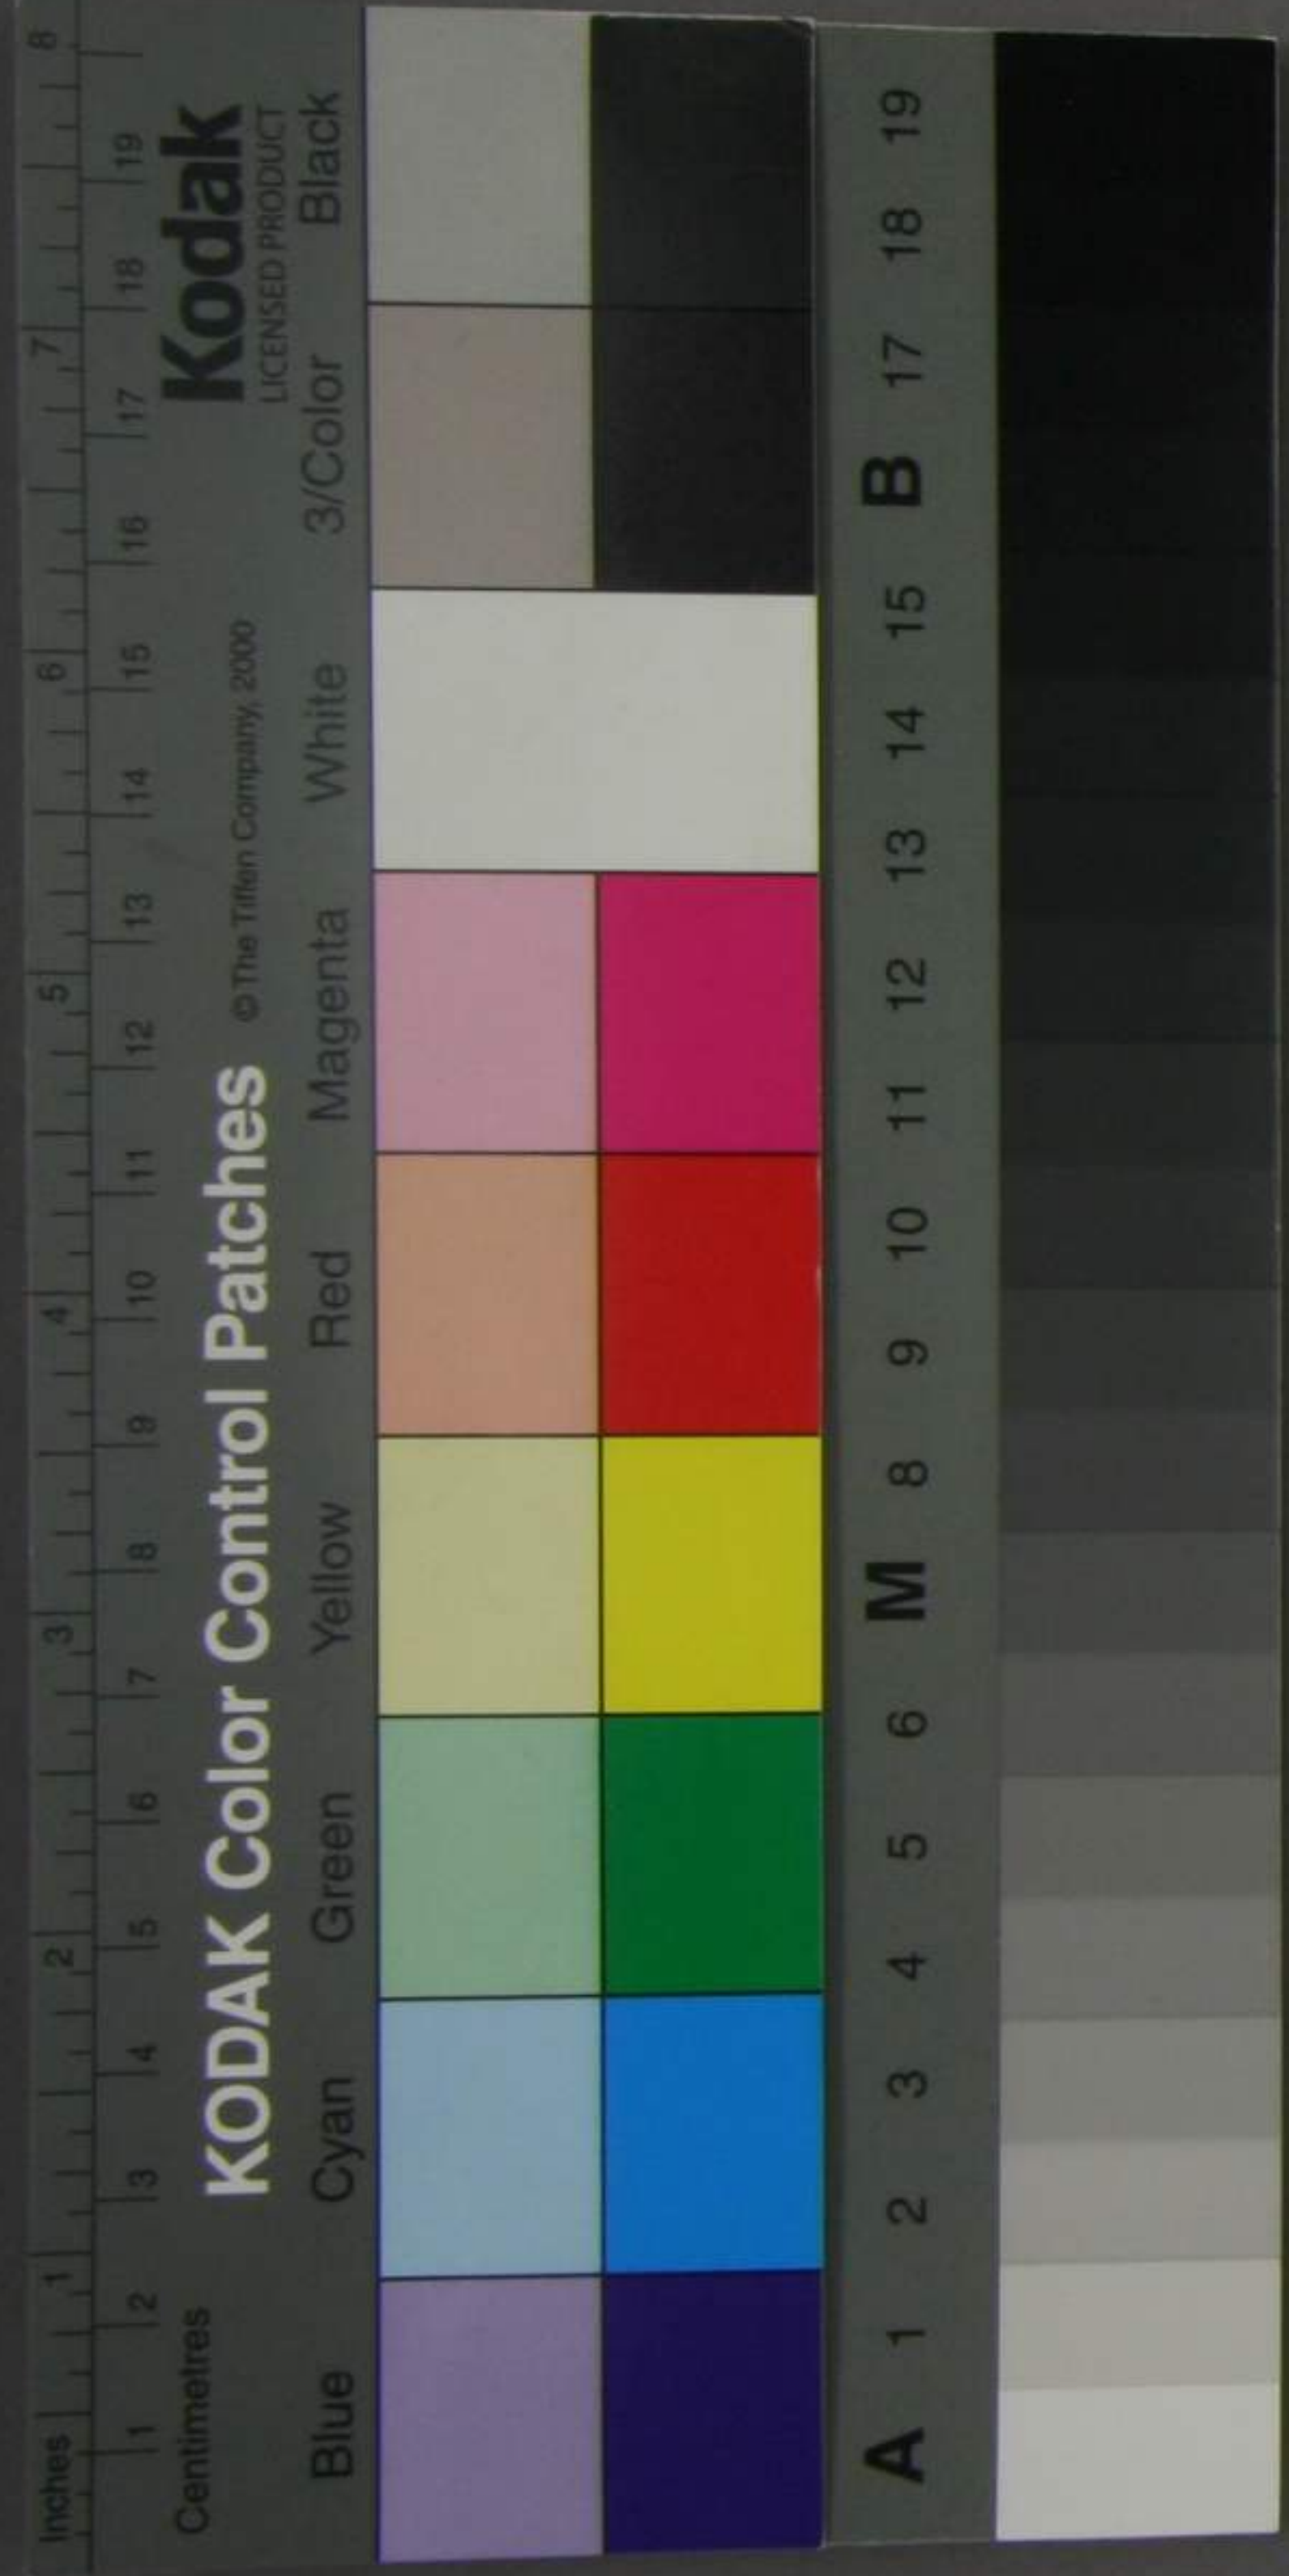 Inches 1 2 3 4 5 6 7 8
1 2 3 4 5 6 7 8 9 10 11 12 13 14 15 16 17 18 19
Centimetres
KODAK Color Control Patches © The Tiffen Company, 2000 Kodak
LICENSED PRODUCT
Blue Cyan Green Yellow Red Magenta White 3/Color Black
A 1 2 3 4 5 6 M 8 9 10 11 12 13 14 15 B 17 18 19